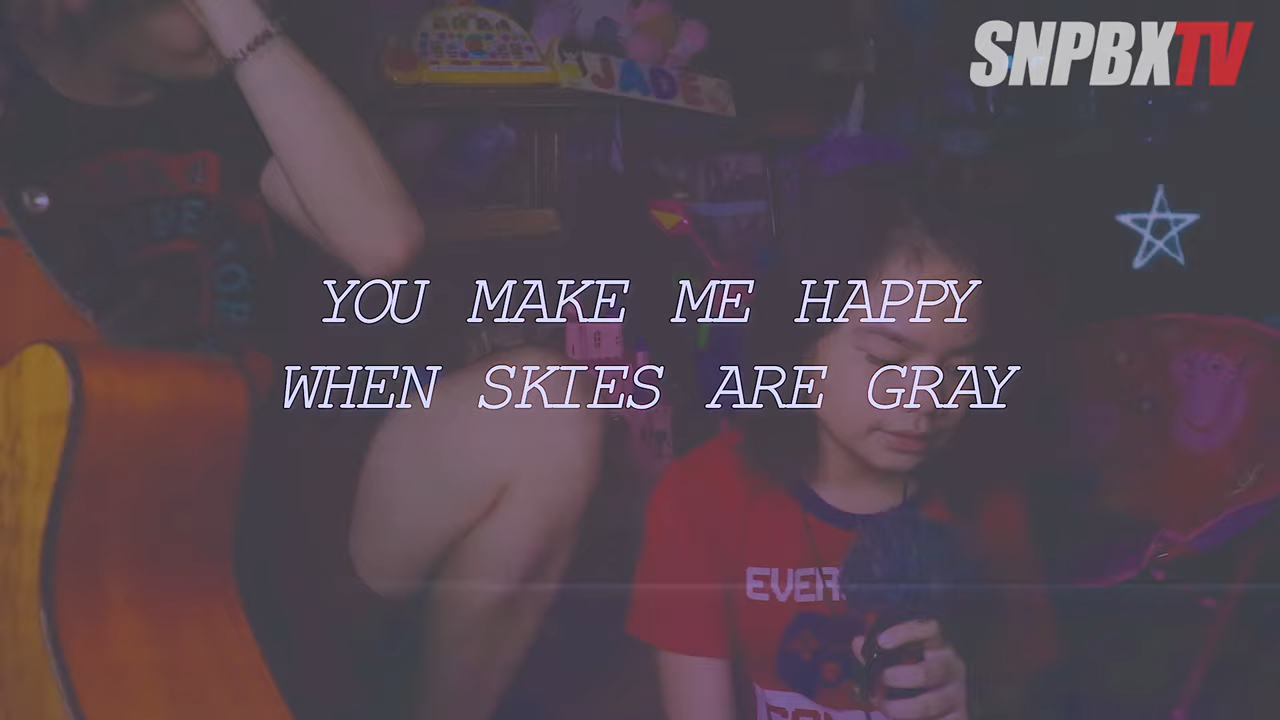 SNPBXTV
JADE
YOU MAKE ME HAPPY
WHEN SKIES ARE GRAY
EVER